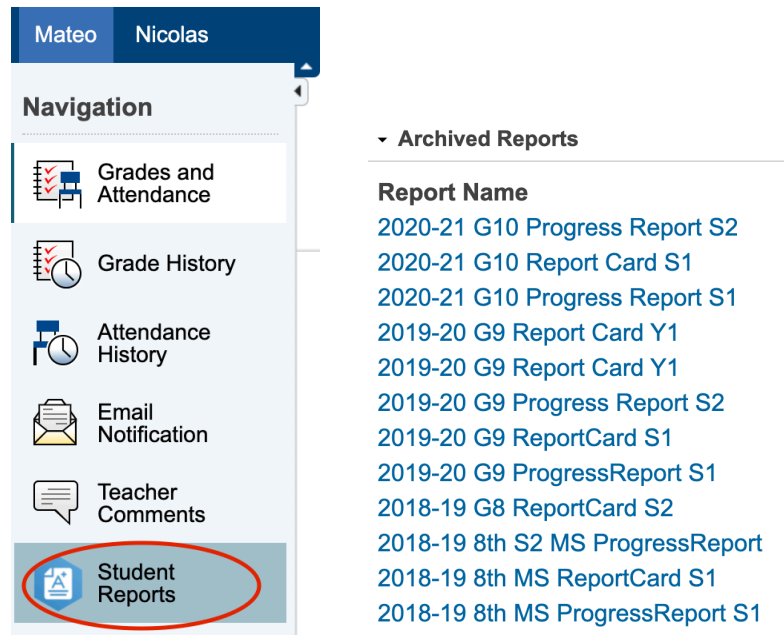 Mateo Nicolas
Navigation
Grades and
Attendance
Grade History
Attendance
History
Email
Notification
Teacher
Comments
Student
Reports
Archived Reports
Report Name
2020-21 G10 Progress Report S2
2020-21 G10 Report Card S1
2020-21 G10 Progress Report S1
2019-20 G9 Report Card Y1
2019-20 G9 Report Card Y1
2019-20 G9 Progress Report S2
2019-20 G9 ReportCard S1
2019-20 G9 ProgressReport S1
2018-19 G8 ReportCard S2
2018-19 8th S2 MS ProgressReport
2018-19 8th MS ReportCard S1
2018-19 8th MS ProgressReport S1